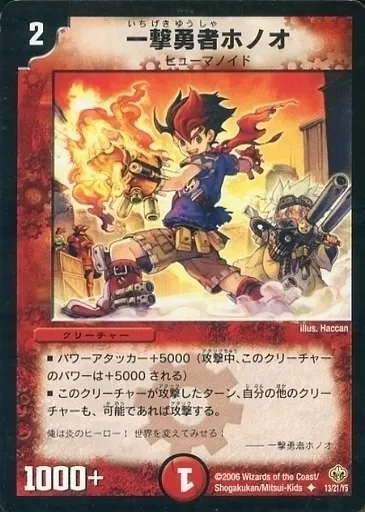 2
いちげきゆうしゃ
一撃勇者ホノオ
ヒューマノイド
illus. Haccan
クリーチャー
■ パワーアタッカー+5000 (攻撃中、このクリーチャー
のパワーは+5000 される)
■ このクリーチャーが攻撃したターン、自分の他のクリー
チャーも、可能であれば攻撃する。
俺は炎のヒーロー! 世界を変えてみせる!
―― 一撃勇者ホノオ
1000+
1
©2006 Wizards of the Coast/
Shogakukan/Mitsui-Kids 13/21/Y5